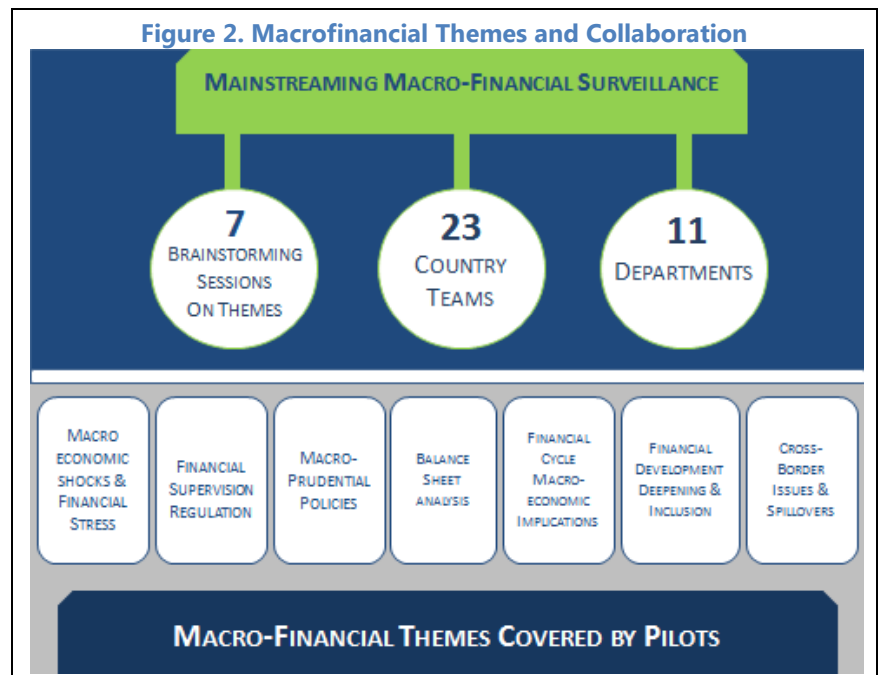 Figure 2. Macrofinancial Themes and Collaboration
MAINSTREAMING MACRO-FINANCIAL SURVEILLANCE
7
BRAINSTORMING
SESSIONS
ON THEMES
23
COUNTRY
TEAMS
11
DEPARTMENTS
MACRO
ECONOMIC
SHOCKS &
FINANCIAL
STRESS
FINANCIAL
SUPERVISION
REGULATION
MACRO-
PRUDENTIAL
POLICIES
BALANCE
SHEET
ANALYSIS
FINANCIAL
CYCLE
MACRO-
ECONOMIC
IMPLICATIONS
FINANCIAL
DEVELOPMENT
DEEPENING &
INCLUSION
CROSS-
BORDER
ISSUES &
SPILLOVERS
MACRO-FINANCIAL THEMES COVERED BY PILOTS